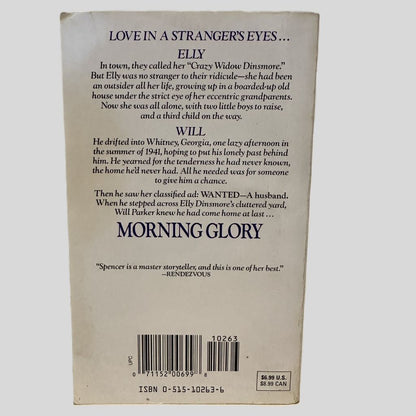 LOVE IN A STRANGER'S EYES . . .
ELLY
In town, they called her "Crazy Widow Dinsmore."
But Elly was no stranger to their ridicule—she had been
an outsider all her life, growing up in a boarded-up old
house under the strict eye of her eccentric grandparents.
Now she was all alone, with two little boys to raise,
and a third child on the way.
WILL
He drifted into Whitney, Georgia, one lazy afternoon in
the summer of 1941, hoping to put his lonely past behind
him. He yearned for the tenderness he had never known,
the home he'd never had. All he needed was for someone
to give him a chance.
Then he saw her classified ad: WANTED—A husband.
When he stepped across Elly Dinsmore's cluttered yard,
Will Parker knew he had come home at last . . .
MORNING GLORY
"Spencer is a master storyteller, and this is one of her best."
—RENDEZVOUS
10263
UPC
0 71152 00699 8
ISBN 0-515-10263-6
$6.99 U.S.
$8.99 CAN